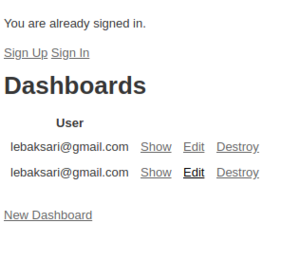 You are already signed in.
Sign Up Sign In
Dashboards
User
lebaksari@gmail.com Show Edit Destroy
lebaksari@gmail.com Show Edit Destroy
New Dashboard